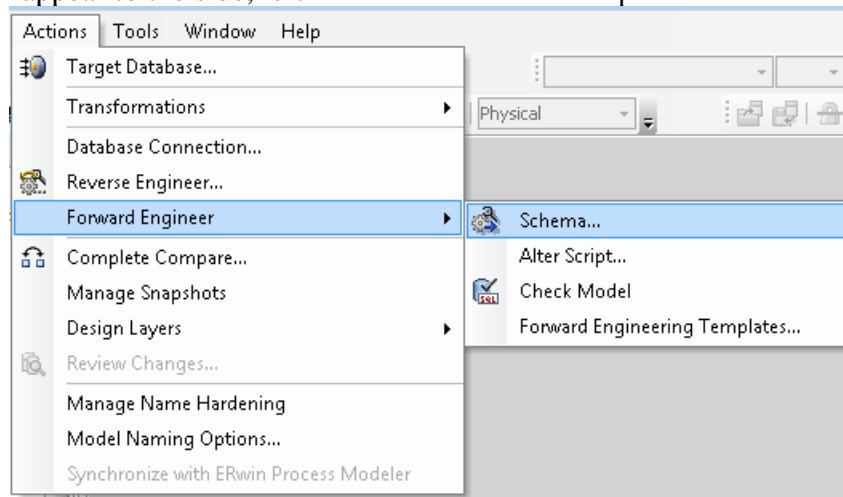 Actions Tools Window Help
Target Database...
Transformations
Physical
Database Connection...
Reverse Engineer...
Forward Engineer
Schema...
Complete Compare...
Alter Script...
Manage Snapshots
Check Model
SQL
Design Layers
Forward Engineering Templates...
Review Changes...
Manage Name Hardening
Model Naming Options...
Synchronize with ERwin Process Modeler